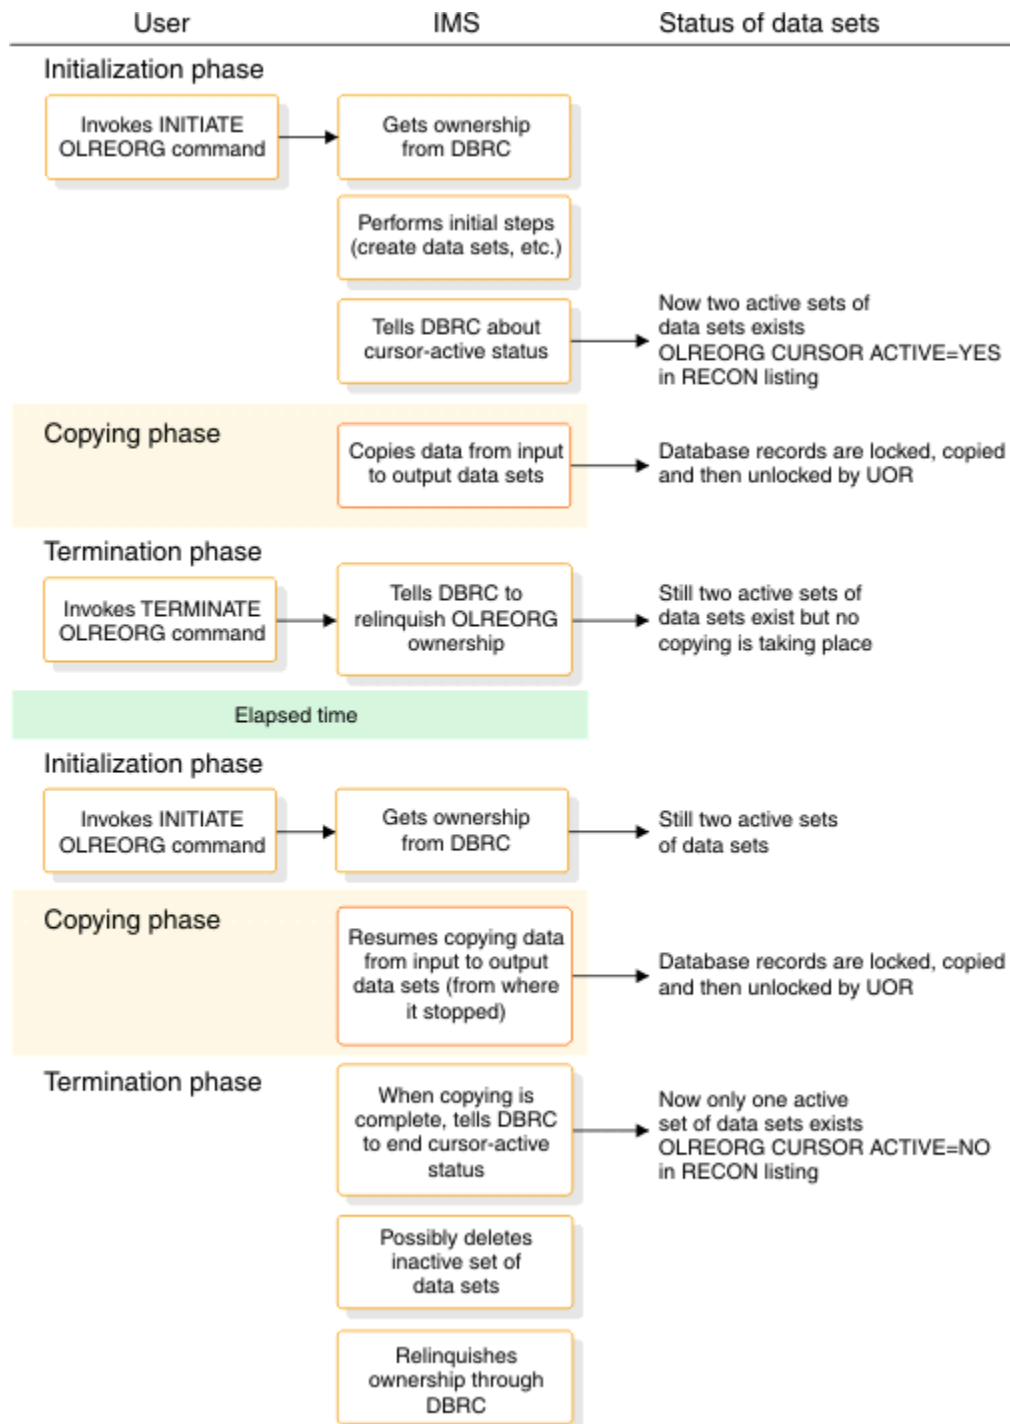 User
IMS
Status of data sets
Initialization phase
Invokes INITIATE
OLREORG command
Gets ownership
from DBRC
Performs initial steps
(create data sets, etc.)
Tells DBRC about
cursor-active status
Now two active sets of
data sets exists
OLREORG CURSOR ACTIVE=YES
in RECON listing
Copying phase
Copies data from input
to output data sets
Database records are locked, copied
and then unlocked by UOR
Termination phase
Invokes TERMINATE
OLREORG command
Tells DBRC to
relinquish OLREORG
ownership
Still two active sets of
data sets exist but no
copying is taking place
Elapsed time
Initialization phase
Invokes INITIATE
OLREORG command
Gets ownership
from DBRC
Still two active sets
of data sets
Copying phase
Resumes copying data
from input to output
data sets (from where
it stopped)
Database records are locked, copied
and then unlocked by UOR
Termination phase
When copying is
complete, tells DBRC
to end cursor-active
status
Now only one active
set of data sets exists
OLREORG CURSOR ACTIVE=NO
in RECON listing
Possibly deletes
inactive set of
data sets
Relinquishes
ownership through
DBRC